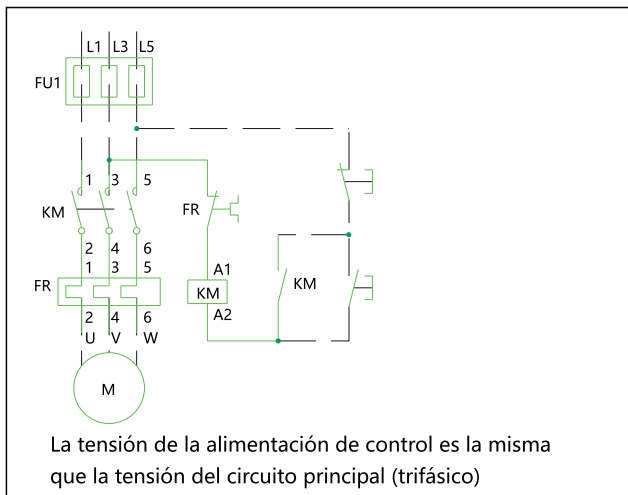 L1 L3 L5
FU1
1 3 5
KM
FR
2 4 6
1 3 5
A1
FR
KM
KM
A2
2 4 6
U V W
M
La tensión de la alimentación de control es la misma
que la tensión del circuito principal (trifásico)